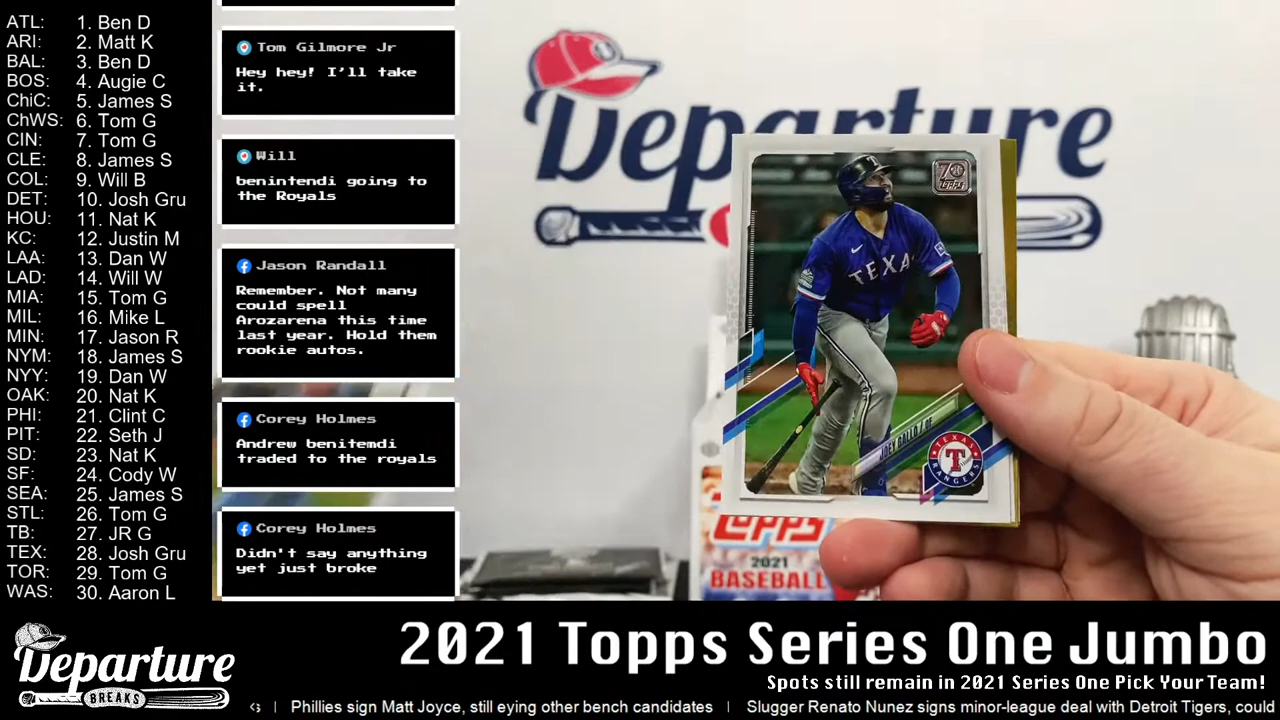 ATL: 1. Ben D
ARI: 2. Matt K
BAL: 3. Ben D
BOS: 4. Augie C
ChiC: 5. James S
ChWS: 6. Tom G
CIN: 7. Tom G
CLE: 8. James S
COL: 9. Will B
DET: 10. Josh Gru
HOU: 11. Nat K
KC: 12. Justin M
LAA: 13. Dan W
LAD: 14. Will W
MIA: 15. Tom G
MIL: 16. Mike L
MIN: 17. Jason R
NYM: 18. James S
NYY: 19. Dan W
OAK: 20. Nat K
PHI: 21. Clint C
PIT: 22. Seth J
SD: 23. Nat K
SF: 24. Cody W
SEA: 25. James S
STL: 26. Tom G
TB: 27. JR G
TEX: 28. Josh Gru
TOR: 29. Tom G
WAS: 30. Aaron L
Tom Gilmore Jr
Hey hey! I'll take
it.
Will
benintendi going to
the Royals
Jason Randall
Remember. Not many
could spell
Arozarena this time
last year. Hold them
rookie autos.
Corey Holmes
Andrew benitemdi
traded to the royals
Corey Holmes
Didn't say anything
yet just broke
Departure
70
TOPPS
TEXAS
JOEY GALLO / OF
TEXAS
T
RANGERS
TOPPS
2021
BASEBALL
Departure
BREAKS
2021 Topps Series One Jumbo
Spots still remain in 2021 Series One Pick Your Team!
Phillies sign Matt Joyce, still eying other bench candidates | Slugger Renato Nunez signs minor-league deal with Detroit Tigers, could